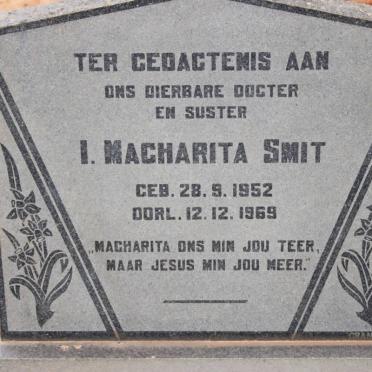 TER GEDAGTENIS AAN
ONS DIERBARE DOGTER
EN SUSTER
I. MAGHARITA SMIT
GEB. 28. 9. 1952
OORL. 12. 12. 1969
„MAGHARITA ONS MIN JOU TEER,
MAAR JESUS MIN JOU MEER."